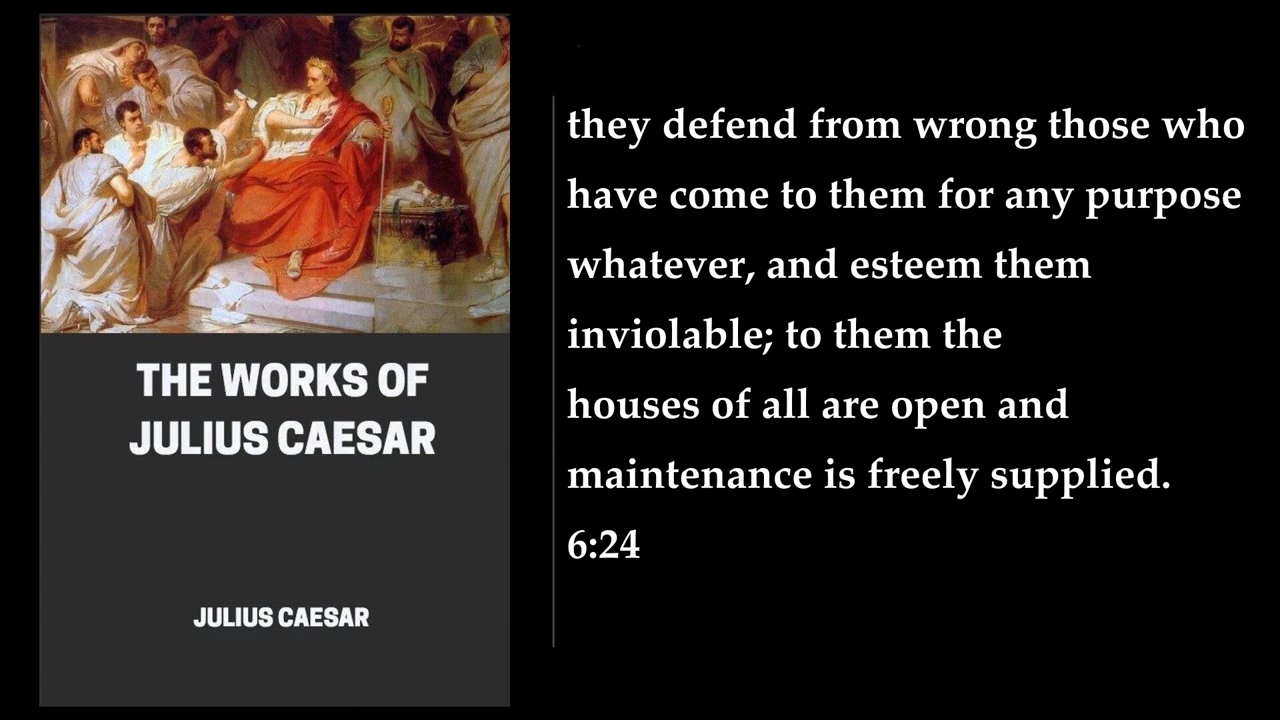 THE WORKS OF
JULIUS CAESAR
JULIUS CAESAR
they defend from wrong those who
have come to them for any purpose
whatever, and esteem them
inviolable; to them the
houses of all are open and
maintenance is freely supplied.
6:24